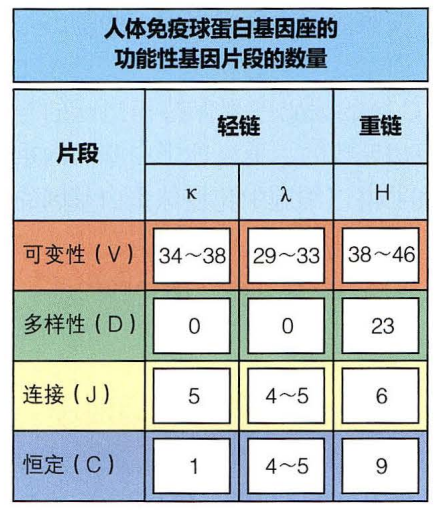 人体免疫球蛋白基因座的
功能性基因片段的数量
片段 轻链 重链
κ λ H
可变性（V） 34～38 29～33 38～46
多样性（D） 0 0 23
连接（J） 5 4～5 6
恒定（C） 1 4～5 9